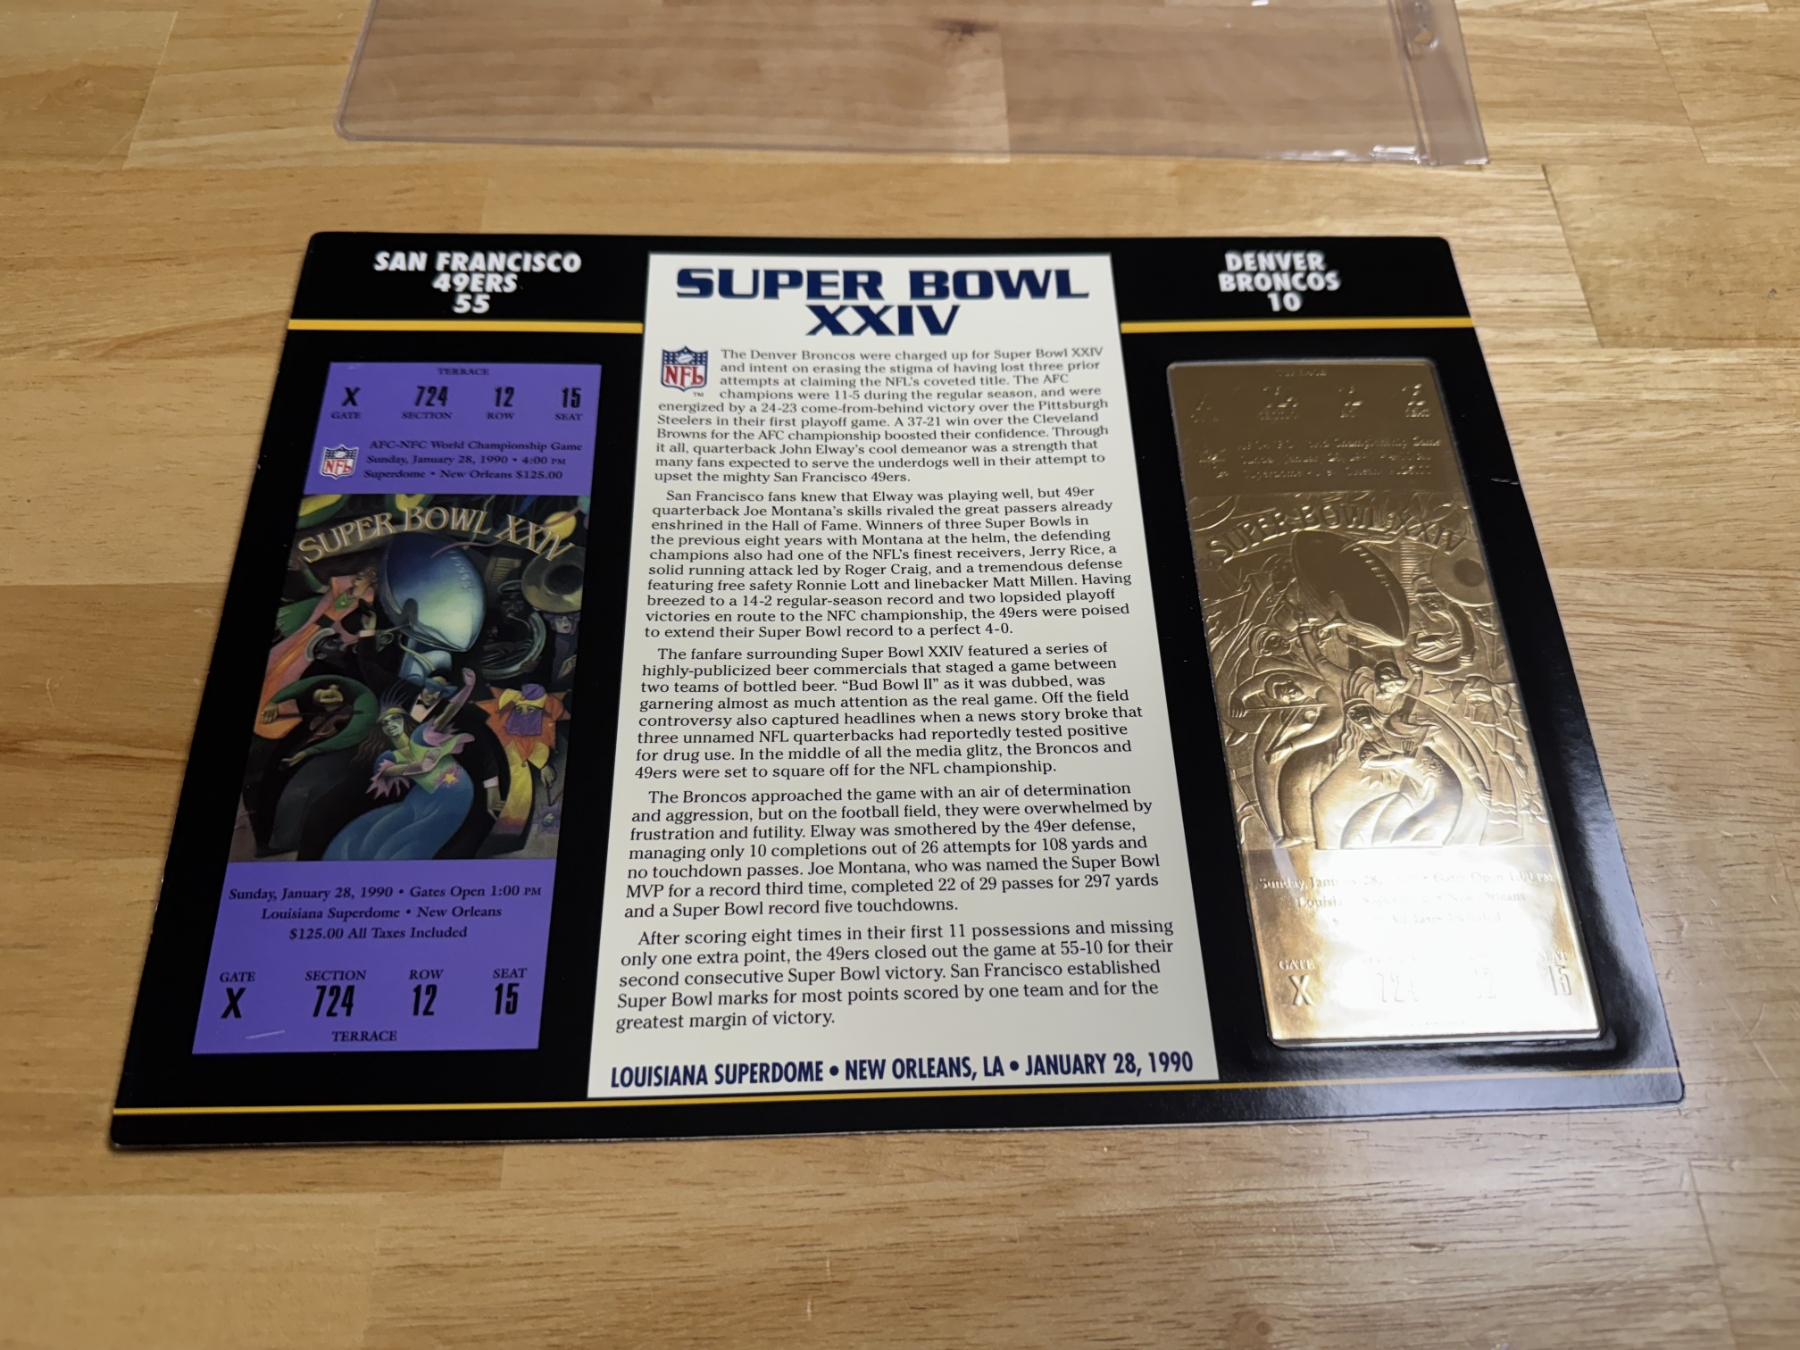 SAN FRANCISCO
49ERS
55
TERRACE
X 724 12 15
GATE SECTION ROW SEAT
NFL
AFC-NFC World Championship Game
Sunday, January 28, 1990 • 4:00 PM
Superdome • New Orleans $125.00
SUPER BOWL XXIV
Sunday, January 28, 1990 • Gates Open 1:00 PM
Louisiana Superdome • New Orleans
$125.00 All Taxes Included
GATE SECTION ROW SEAT
X 724 12 15
TERRACE
SUPER BOWL
XXIV
NFL
TM
The Denver Broncos were charged up for Super Bowl XXIV
and intent on erasing the stigma of having lost three prior
attempts at claiming the NFL's coveted title. The AFC
champions were 11-5 during the regular season, and were
energized by a 24-23 come-from-behind victory over the Pittsburgh
Steelers in their first playoff game. A 37-21 win over the Cleveland
Browns for the AFC championship boosted their confidence. Through
it all, quarterback John Elway's cool demeanor was a strength that
many fans expected to serve the underdogs well in their attempt to
upset the mighty San Francisco 49ers.
San Francisco fans knew that Elway was playing well, but 49er
quarterback Joe Montana's skills rivaled the great passers already
enshrined in the Hall of Fame. Winners of three Super Bowls in
the previous eight years with Montana at the helm, the defending
champions also had one of the NFL's finest receivers, Jerry Rice, a
solid running attack led by Roger Craig, and a tremendous defense
featuring free safety Ronnie Lott and linebacker Matt Millen. Having
breezed to a 14-2 regular-season record and two lopsided playoff
victories en route to the NFC championship, the 49ers were poised
to extend their Super Bowl record to a perfect 4-0.
The fanfare surrounding Super Bowl XXIV featured a series of
highly-publicized beer commercials that staged a game between
two teams of bottled beer. “Bud Bowl II” as it was dubbed, was
garnering almost as much attention as the real game. Off the field
controversy also captured headlines when a news story broke that
three unnamed NFL quarterbacks had reportedly tested positive
for drug use. In the middle of all the media glitz, the Broncos and
49ers were set to square off for the NFL championship.
The Broncos approached the game with an air of determination
and aggression, but on the football field, they were overwhelmed by
frustration and futility. Elway was smothered by the 49er defense,
managing only 10 completions out of 26 attempts for 108 yards and
no touchdown passes. Joe Montana, who was named the Super Bowl
MVP for a record third time, completed 22 of 29 passes for 297 yards
and a Super Bowl record five touchdowns.
After scoring eight times in their first 11 possessions and missing
only one extra point, the 49ers closed out the game at 55-10 for their
second consecutive Super Bowl victory. San Francisco established
Super Bowl marks for most points scored by one team and for the
greatest margin of victory.
LOUISIANA SUPERDOME • NEW ORLEANS, LA • JANUARY 28, 1990
DENVER
BRONCOS
10
Championship Game
SUPER BOWL XXIV
Gates Open 1:00 PM
GATE
X 724 12 15